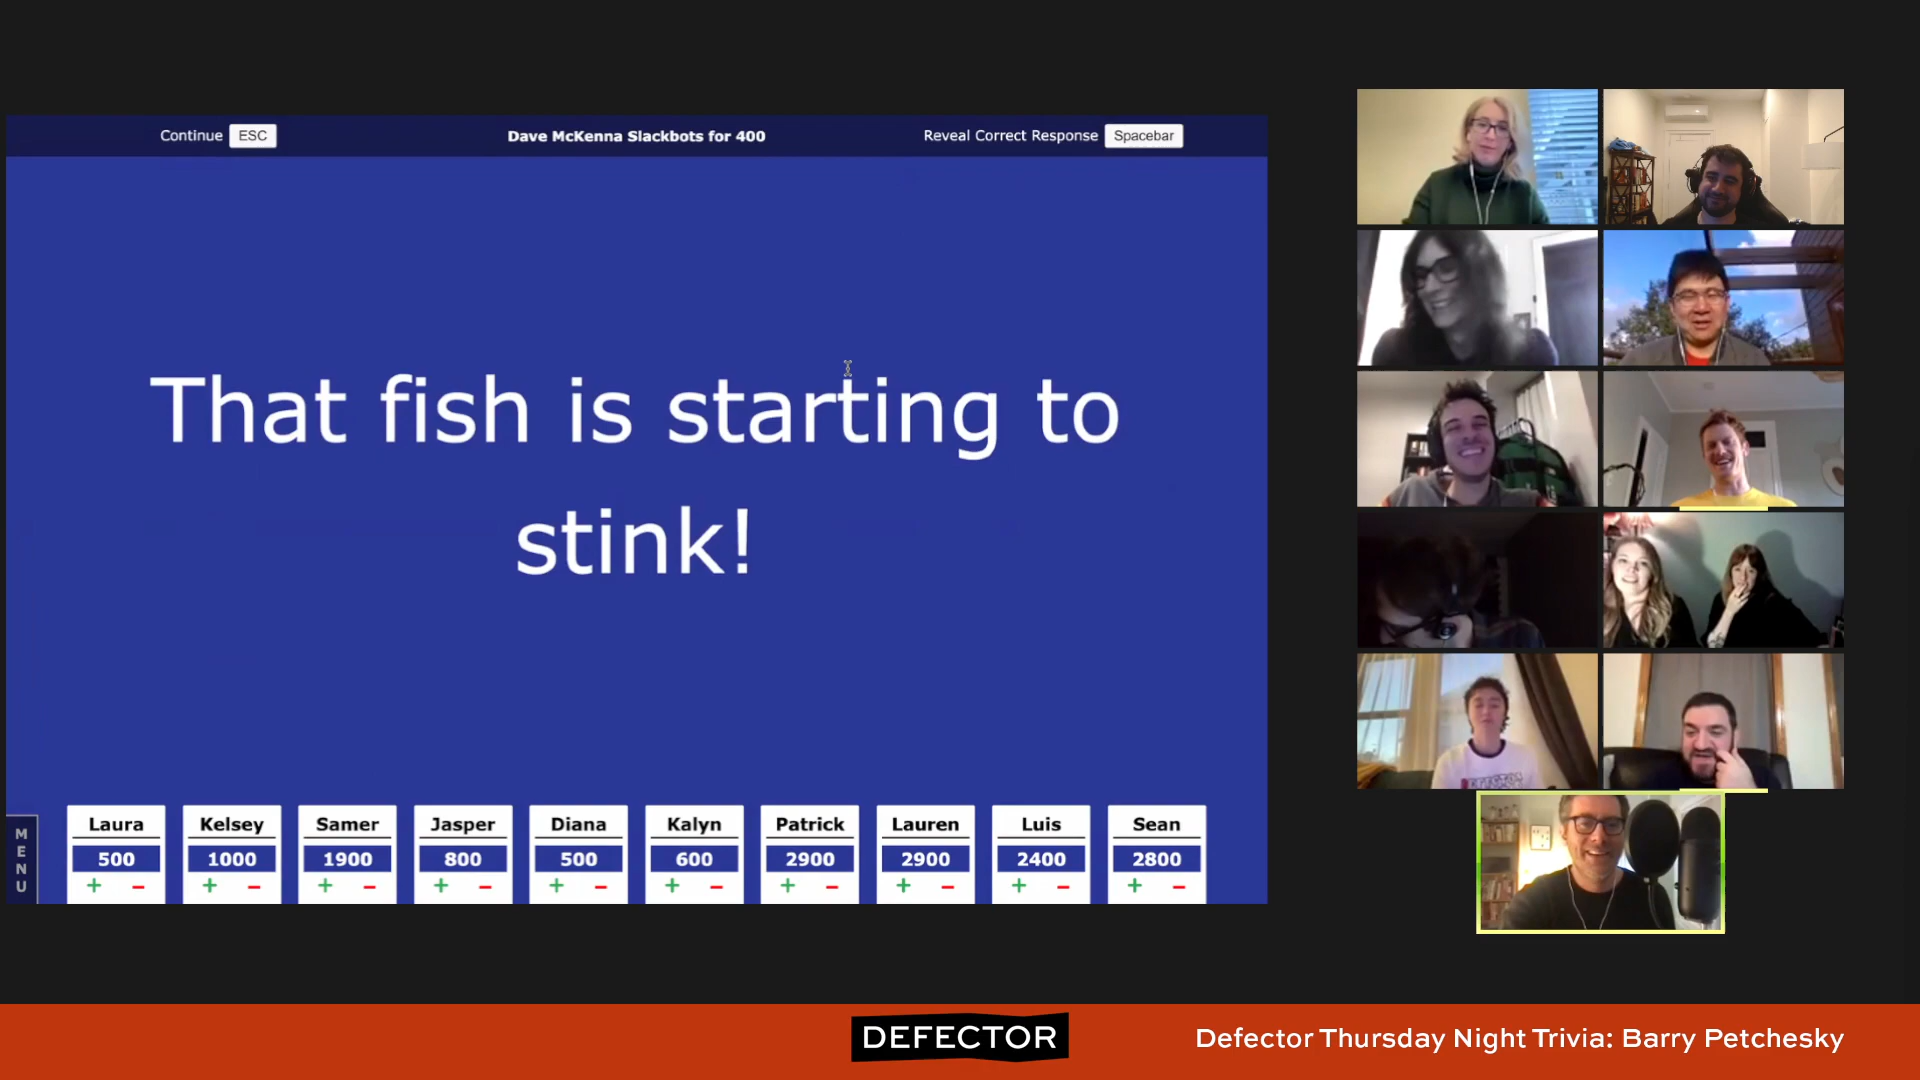 Continue ESC
Dave McKenna Slackbots for 400
Reveal Correct Response Spacebar
That fish is starting to
stink!
MENU
Laura Kelsey Samer Jasper Diana Kalyn Patrick Lauren Luis Sean
500 1000 1900 800 500 600 2900 2900 2400 2800
+ − + − + − + − + − + − + − + − + − + −
DEFECTOR
DEFECTOR
Defector Thursday Night Trivia: Barry Petchesky